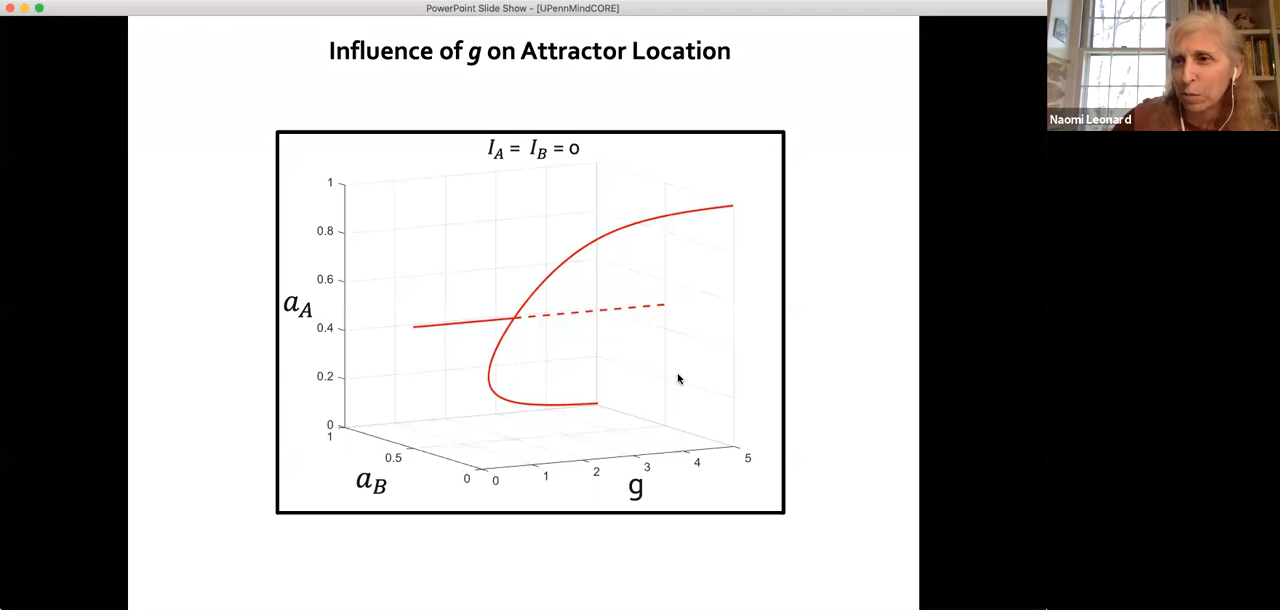 PowerPoint Slide Show - [UPennMindCORE]
Influence of g on Attractor Location
Naomi Leonard
I_A = I_B = 0
1
0.8
0.6
a_A
0.4
0.2
0
1
0.5
0
a_B
0
1
2
3
4
5
g